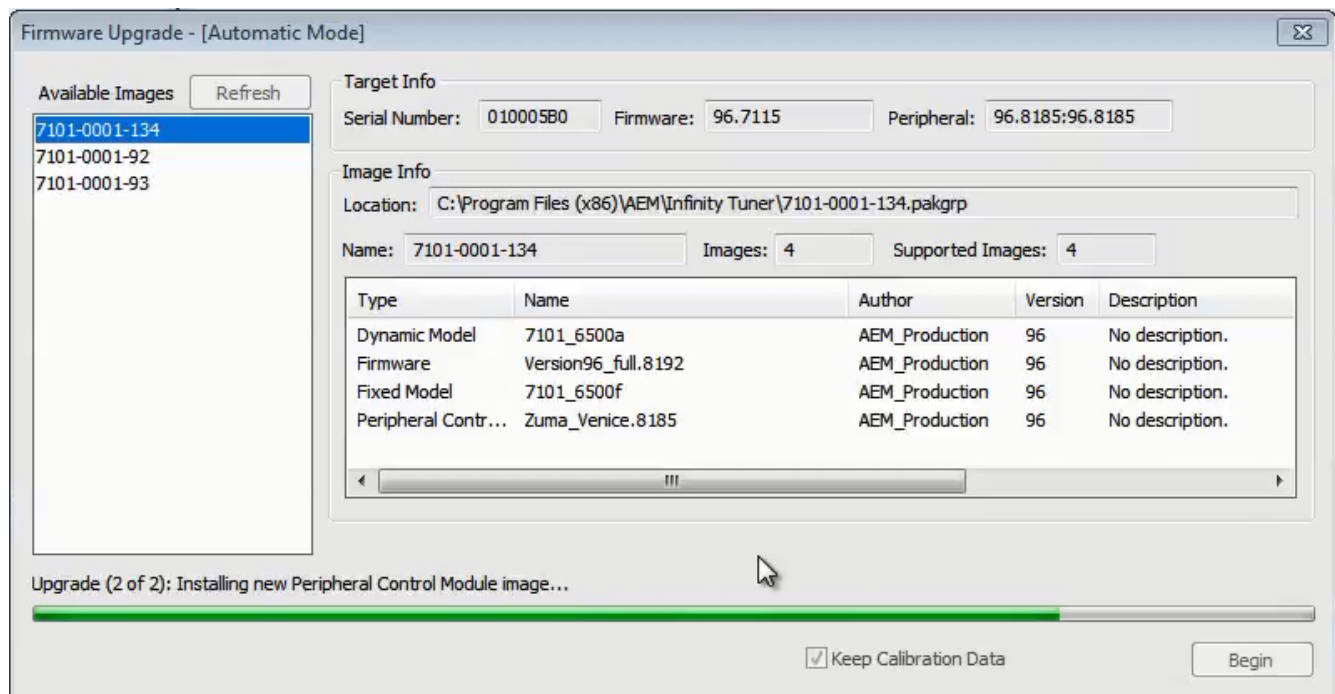 Firmware Upgrade - [Automatic Mode]
Available Images
Refresh
7101-0001-134
7101-0001-92
7101-0001-93
Target Info
Serial Number: 010005B0 Firmware: 96.7115 Peripheral: 96.8185:96.8185
Image Info
Location: C:\Program Files (x86)\AEM\Infinity Tuner\7101-0001-134.pakgrp
Name: 7101-0001-134 Images: 4 Supported Images: 4
Type Name Author Version Description
Dynamic Model 7101_6500a AEM_Production 96 No description.
Firmware Version96_full.8192 AEM_Production 96 No description.
Fixed Model 7101_6500f AEM_Production 96 No description.
Peripheral Contr... Zuma_Venice.8185 AEM_Production 96 No description.
Upgrade (2 of 2): Installing new Peripheral Control Module image...
Keep Calibration Data
Begin